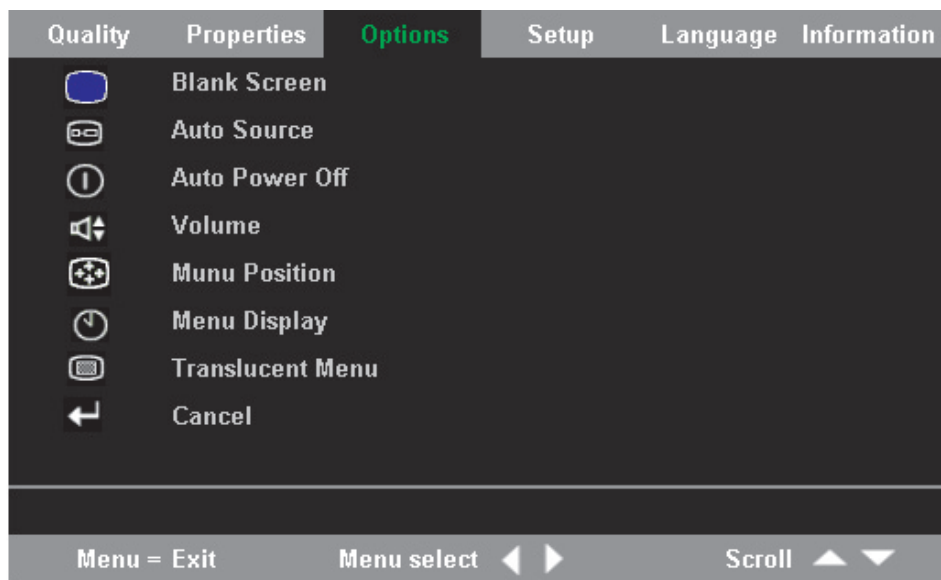 Quality Properties Options Setup Language Information
Blank Screen
Auto Source
Auto Power Off
Volume
Munu Position
Menu Display
Translucent Menu
Cancel
Menu = Exit Menu select Scroll